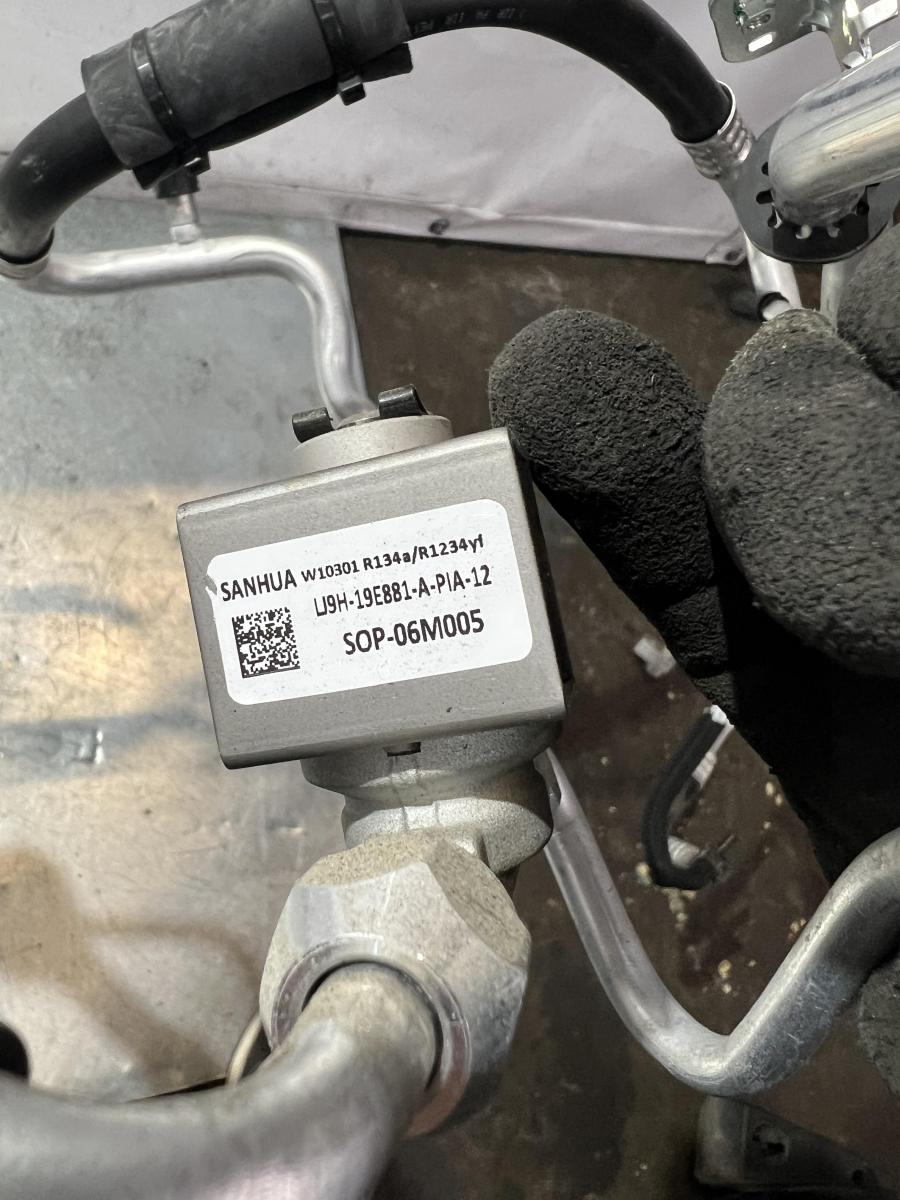 SANHUA W10301 R134a/R1234yf
LJ9H-19E881-A-PIA-12
SOP-06M005